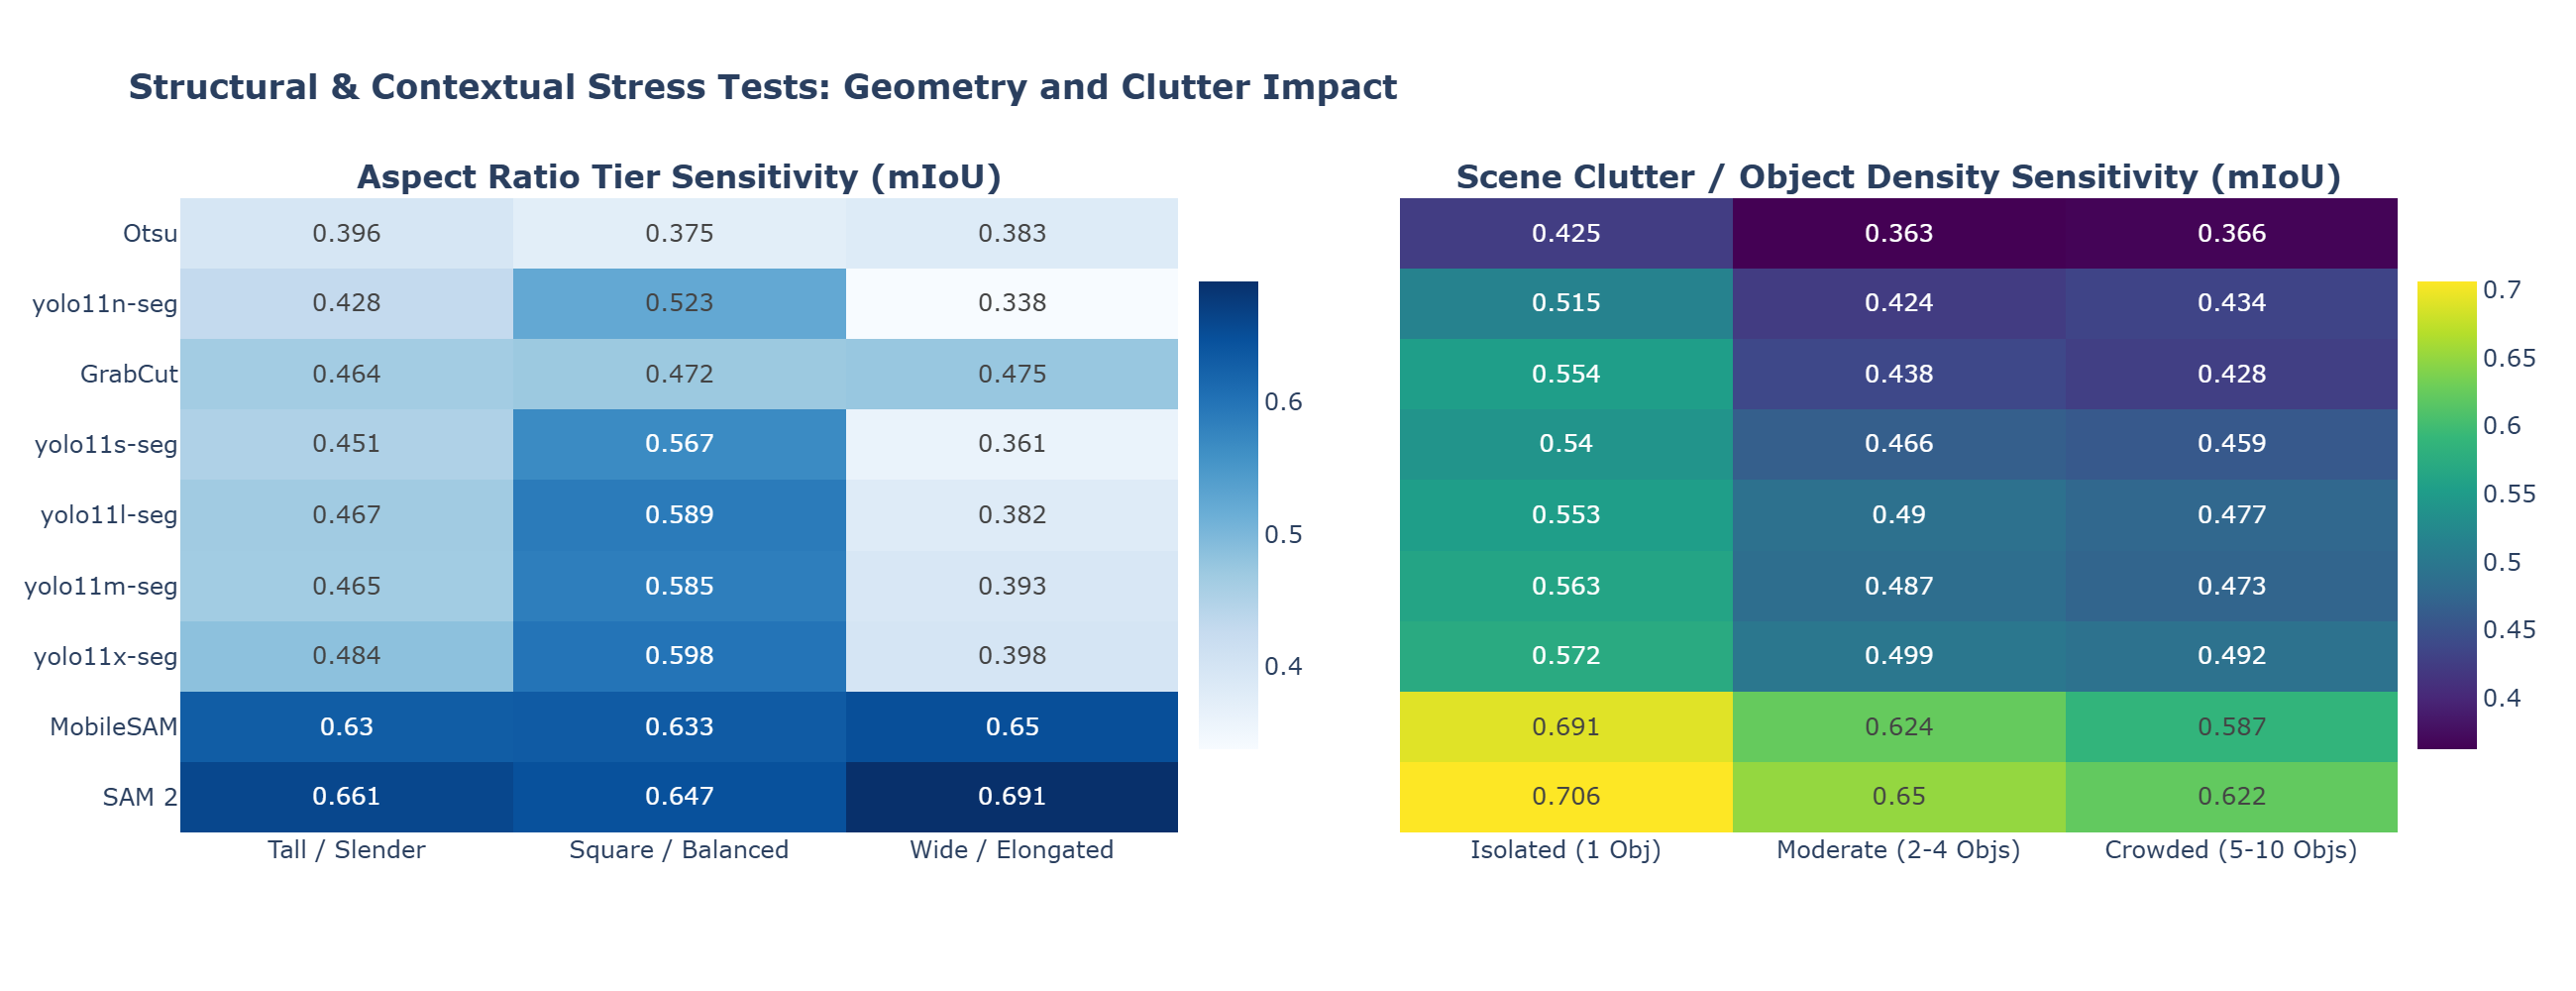 Structural & Contextual Stress Tests: Geometry and Clutter Impact
Aspect Ratio Tier Sensitivity (mIoU)
Otsu 0.396 0.375 0.383
yolo11n-seg 0.428 0.523 0.338
GrabCut 0.464 0.472 0.475
yolo11s-seg 0.451 0.567 0.361
yolo11l-seg 0.467 0.589 0.382
yolo11m-seg 0.465 0.585 0.393
yolo11x-seg 0.484 0.598 0.398
MobileSAM 0.63 0.633 0.65
SAM 2 0.661 0.647 0.691
Tall / Slender Square / Balanced Wide / Elongated
0.6
0.5
0.4
Scene Clutter / Object Density Sensitivity (mIoU)
0.425 0.363 0.366
0.515 0.424 0.434
0.554 0.438 0.428
0.54 0.466 0.459
0.553 0.49 0.477
0.563 0.487 0.473
0.572 0.499 0.492
0.691 0.624 0.587
0.706 0.65 0.622
Isolated (1 Obj) Moderate (2-4 Objs) Crowded (5-10 Objs)
0.7
0.65
0.6
0.55
0.5
0.45
0.4